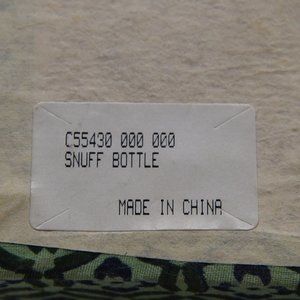 C55430 000 000
SNUFF BOTTLE
MADE IN CHINA